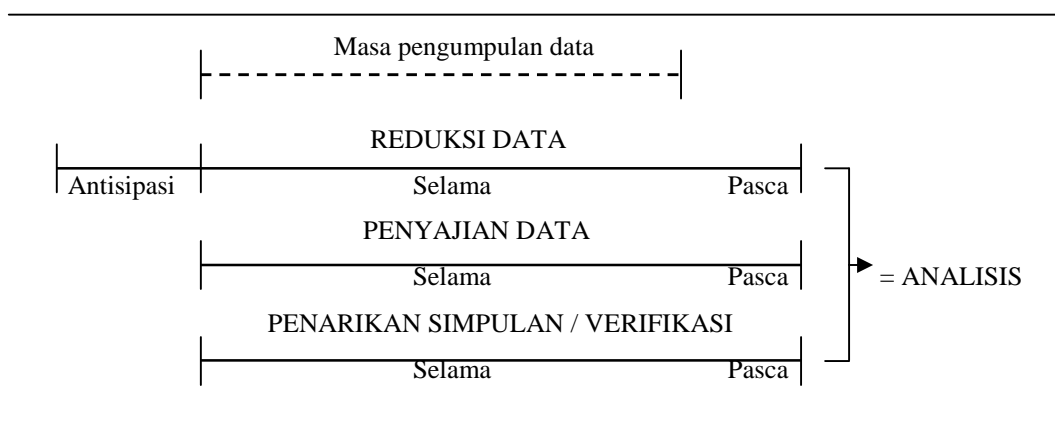 Masa pengumpulan data
REDUKSI DATA
Antisipasi Selama Pasca
PENYAJIAN DATA
Selama Pasca
= ANALISIS
PENARIKAN SIMPULAN / VERIFIKASI
Selama Pasca